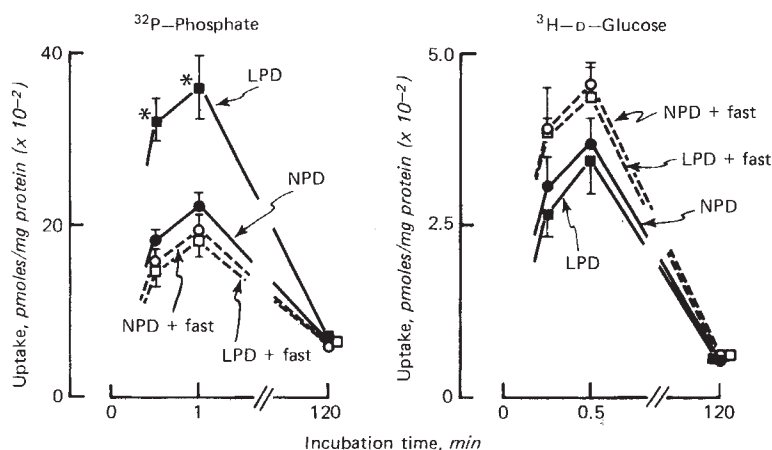 ³²P–Phosphate
³H–D–Glucose
Uptake, pmoles/mg protein (x 10⁻²)
40
20
0
*
*
LPD
NPD
NPD + fast
LPD + fast
0
1
120
Uptake, pmoles/mg protein (x 10⁻²)
5.0
2.5
0
NPD + fast
LPD + fast
NPD
LPD
0
0.5
120
Incubation time, min